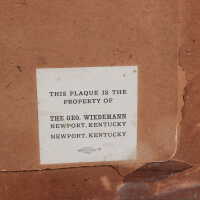 THIS PLAQUE IS THE
PROPERTY OF
THE GEO. WIEDEMANN
NEWPORT, KENTUCKY
NEWPORT, KENTUCKY